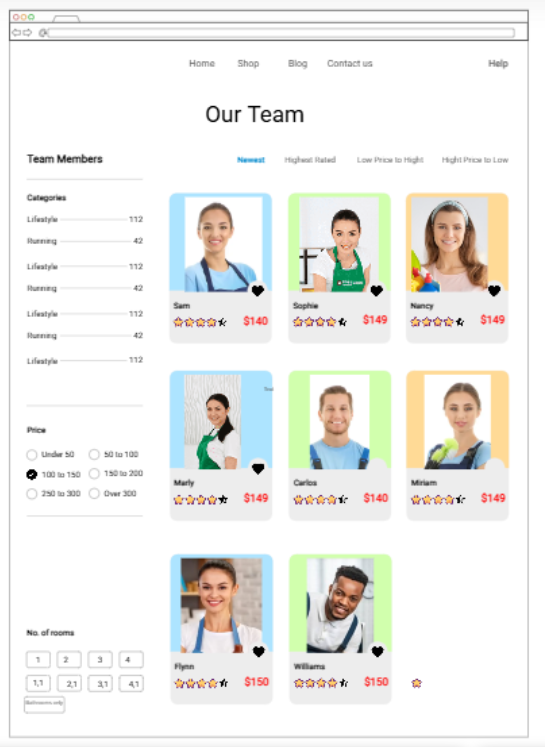 Home Shop Blog Contact us Help
Our Team
Team Members
Newest Highest Rated Low Price to Hight Hight Price to Low
Categories
Lifestyle 112
Running 42
Lifestyle 112
Running 42
Lifestyle 112
Running 42
Lifestyle 112
Price
Under 50 50 to 100
100 to 150 150 to 200
250 to 300 Over 300
No. of rooms
1 2 3 4
1,1 2,1 3,1 4,1
Sam
$140
Sophie
$149
Nancy
$149
Marly
$149
Carlos
$140
Miriam
$149
Flynn
$150
Williams
$150